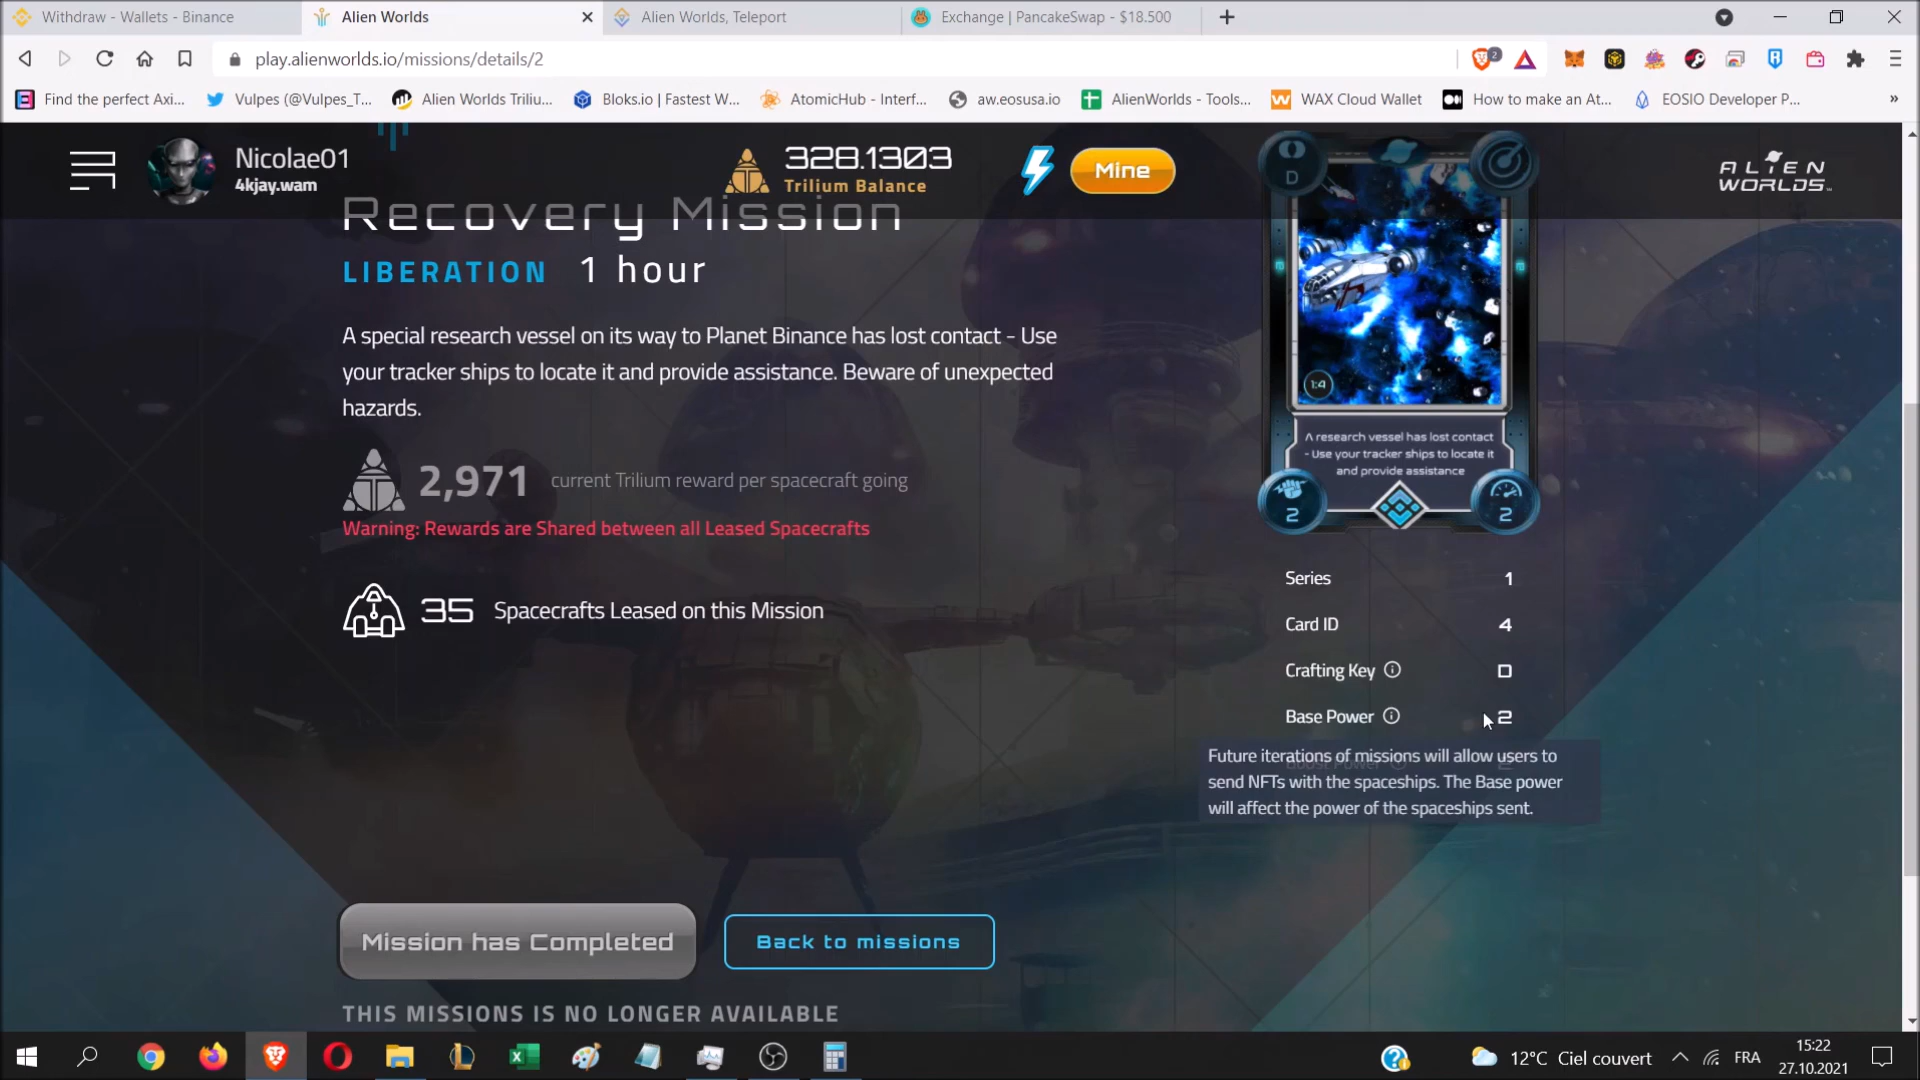 Withdraw - Wallets - Binance
Alien Worlds
Alien Worlds, Teleport
Exchange | PancakeSwap - $18.500
play.alienworlds.io/missions/details/2
2
Find the perfect Axi...
Vulpes (@Vulpes_T...
Alien Worlds Triliu...
Bloks.io | Fastest W...
AtomicHub - Interf...
aw.eosusa.io
AlienWorlds - Tools...
WAX Cloud Wallet
How to make an At...
EOSIO Developer P...
»
Nicolae01
4kjay.wam
328.1303
Trilium Balance
Mine
ALIEN
WORLDS
Recovery Mission
LIBERATION 1 hour
A special research vessel on its way to Planet Binance has lost contact - Use
your tracker ships to locate it and provide assistance. Beware of unexpected
hazards.
2,971 current Trilium reward per spacecraft going
Warning: Rewards are Shared between all Leased Spacecrafts
35 Spacecrafts Leased on this Mission
D
1:4
A research vessel has lost contact
- Use your tracker ships to locate it
and provide assistance
2
2
Series 1
Card ID 4
Crafting Key D
Base Power 2
Future iterations of missions will allow users to
send NFTs with the spaceships. The Base power
will affect the power of the spaceships sent.
Mission has Completed
Back to missions
THIS MISSIONS IS NO LONGER AVAILABLE
12°C Ciel couvert
FRA
15:22
27.10.2021